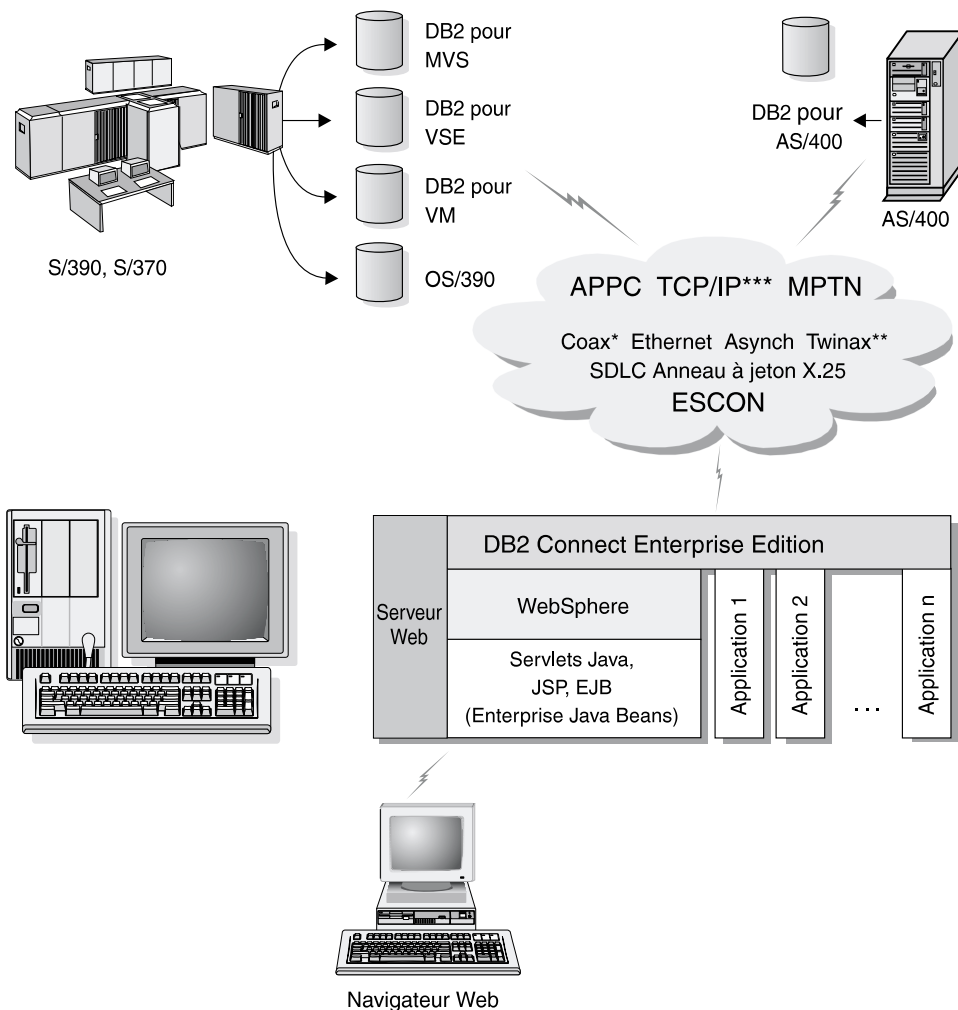 DB2 pour
MVS
DB2 pour
VSE
DB2 pour
VM
OS/390
S/390, S/370
DB2 pour
AS/400
AS/400
APPC TCP/IP*** MPTN
Coax* Ethernet Asynch Twinax**
SDLC Anneau à jeton X.25
ESCON
DB2 Connect Enterprise Edition
Serveur
Web
WebSphere
Servlets Java,
JSP, EJB
(Enterprise Java Beans)
Application 1
Application 2
...
Application n
Navigateur Web